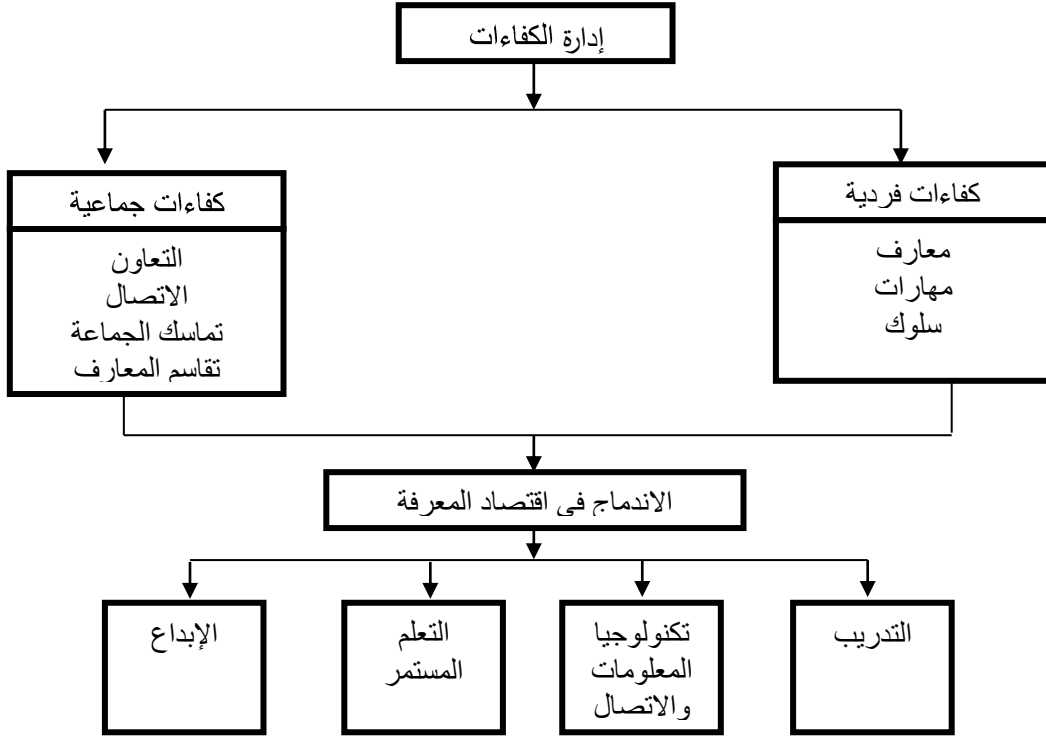 إدارة الكفاءات
كفاءات فردية
معارف
مهارات
سلوك
كفاءات جماعية
التعاون
الاتصال
تماسك الجماعة
تقاسم المعارف
الاندماج في اقتصاد المعرفة
التدريب
تكنولوجيا
المعلومات
والاتصال
التعلم
المستمر
الإبداع